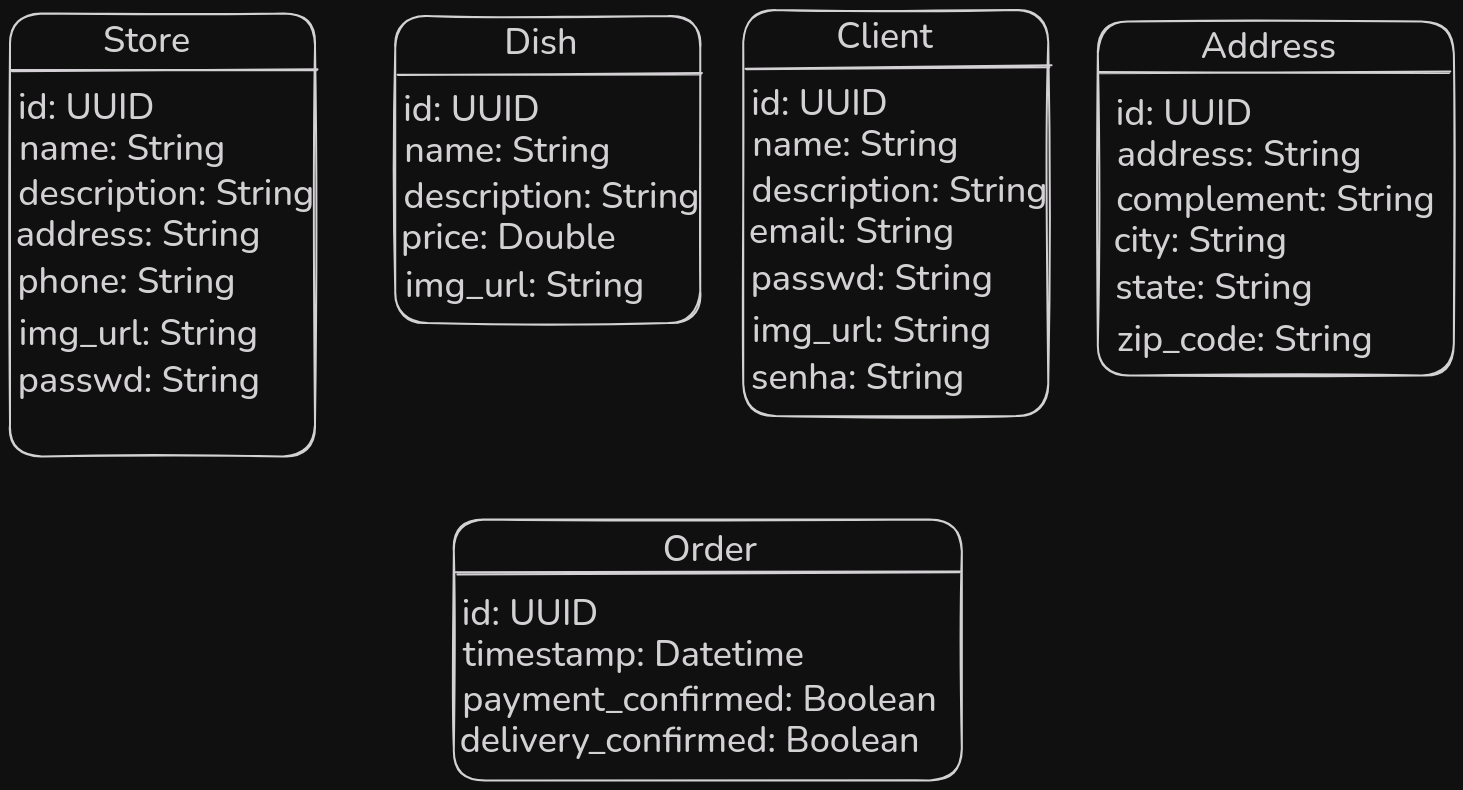 Store
id: UUID
name: String
description: String
address: String
phone: String
img_url: String
passwd: String
Dish
id: UUID
name: String
description: String
price: Double
img_url: String
Client
id: UUID
name: String
description: String
email: String
passwd: String
img_url: String
senha: String
Address
id: UUID
address: String
complement: String
city: String
state: String
zip_code: String
Order
id: UUID
timestamp: Datetime
payment_confirmed: Boolean
delivery_confirmed: Boolean